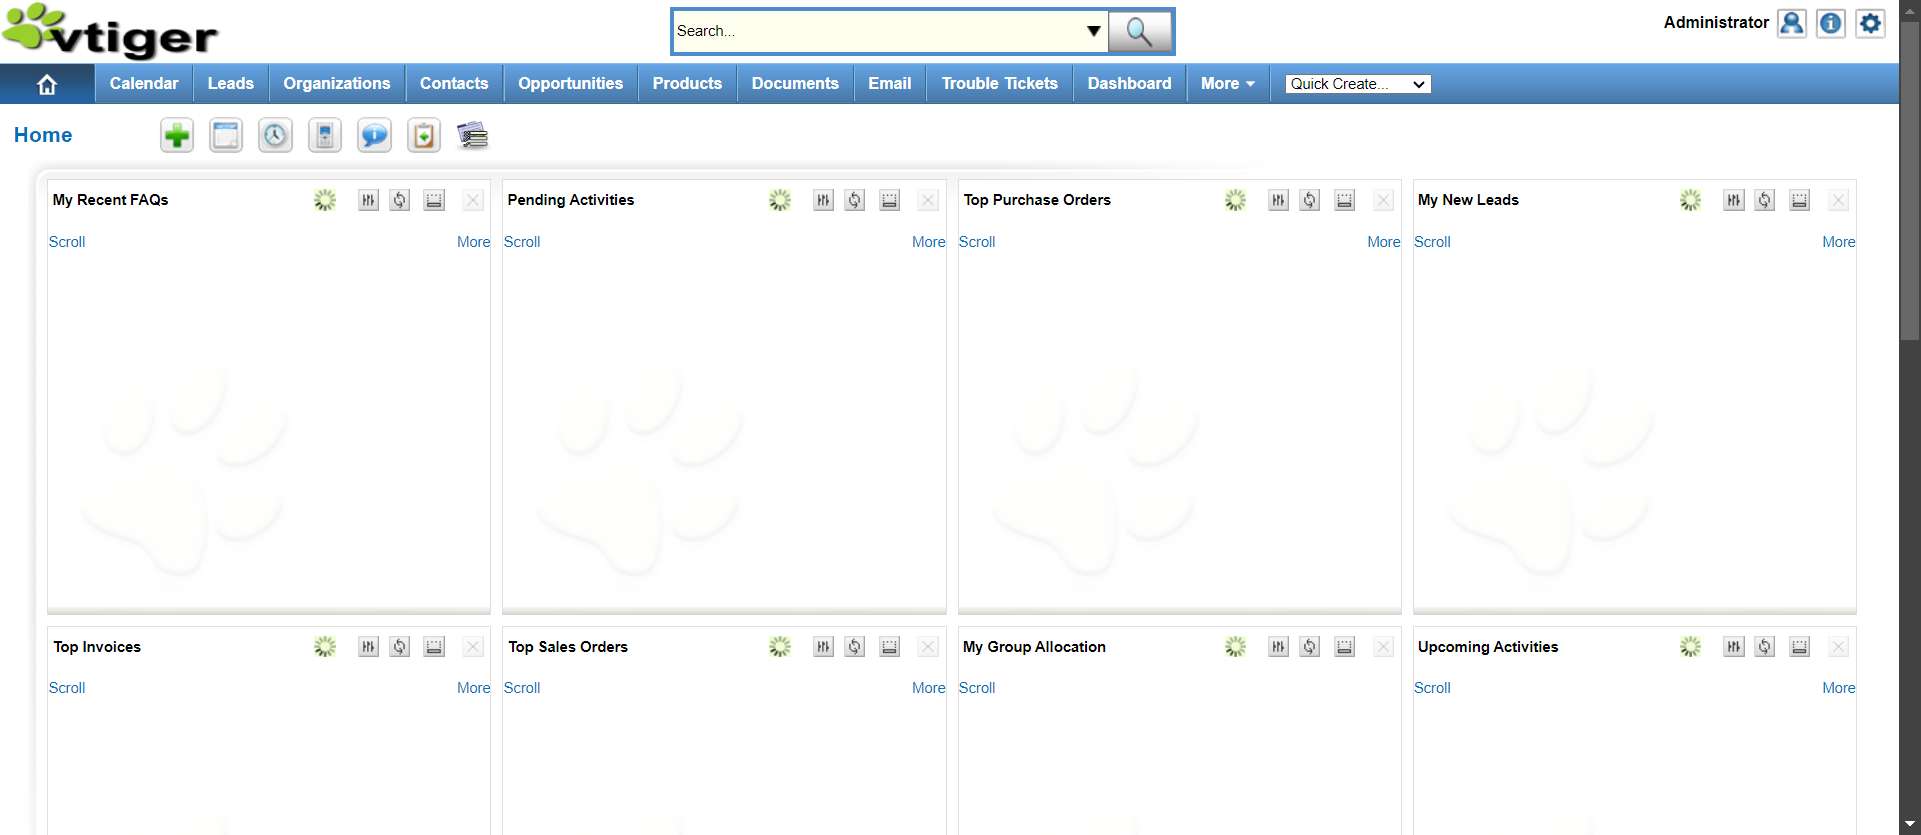 vtiger
Search...
Administrator
Calendar Leads Organizations Contacts Opportunities Products Documents Email Trouble Tickets Dashboard More Quick Create...
Home
My Recent FAQs Pending Activities Top Purchase Orders My New Leads
Scroll More Scroll More Scroll More Scroll More
Top Invoices Top Sales Orders My Group Allocation Upcoming Activities
Scroll More Scroll More Scroll Scroll More